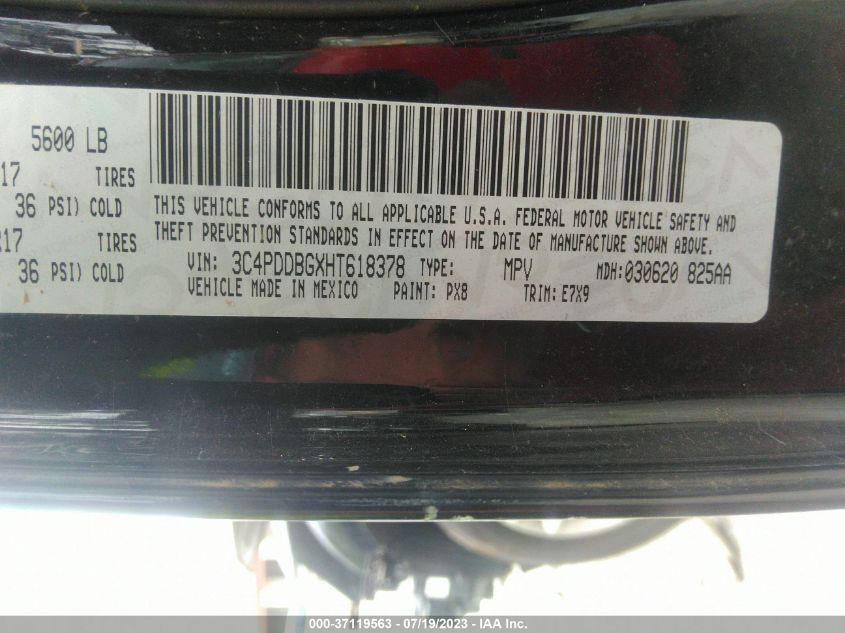 5600 LB
17 TIRES
36 PSI) COLD
R17 TIRES
36 PSI) COLD
THIS VEHICLE CONFORMS TO ALL APPLICABLE U.S.A. FEDERAL MOTOR VEHICLE SAFETY AND
THEFT PREVENTION STANDARDS IN EFFECT ON THE DATE OF MANUFACTURE SHOWN ABOVE.
VIN: 3C4PDDBGXHT618378 TYPE: MPV MDH:030620 825AA
VEHICLE MADE IN MEXICO PAINT: PX8 TRIM: E7X9
000-37119563 - 07/19/2023 - IAA Inc.